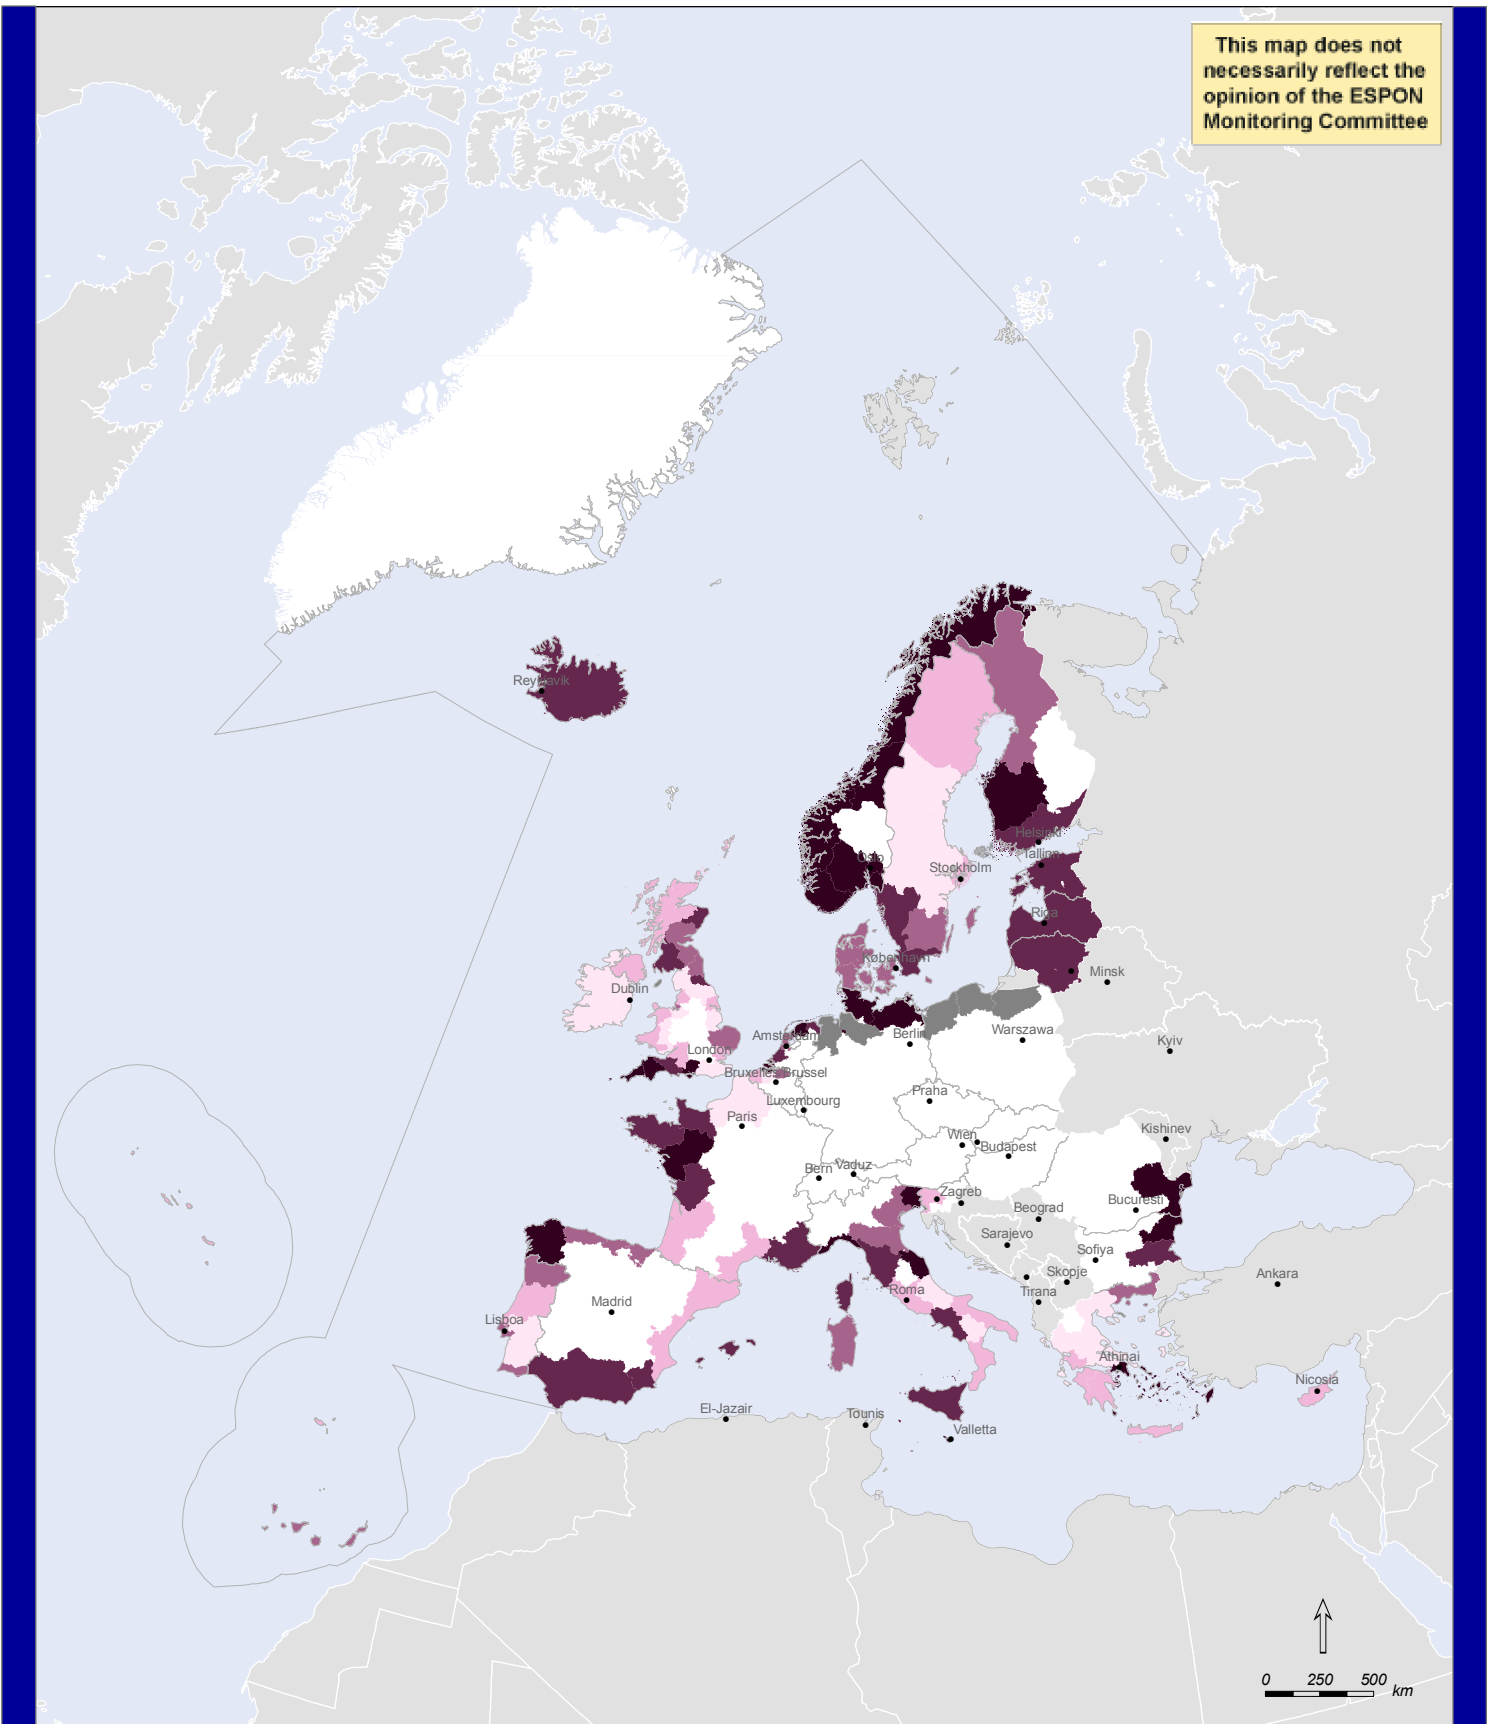 This map does not
necessarily reflect the
opinion of the ESPON
Monitoring Committee
Reykjavik
Oslo
Helsinki
Tallinn
Stockholm
Riga
København
Minsk
Dublin
Amsterdam
Berlin
Warszawa
London
Kyiv
Bruxelles/Brussel
Luxembourg
Praha
Paris
Kishinev
Wien
Budapest
Bern
Vaduz
Zagreb
Beograd
Bucuresti
Sarajevo
Sofiya
Skopje
Ankara
Roma
Tirana
Madrid
Lisboa
Athinai
Nicosia
El-Jazair
Tounis
Valletta
0 250 500
km